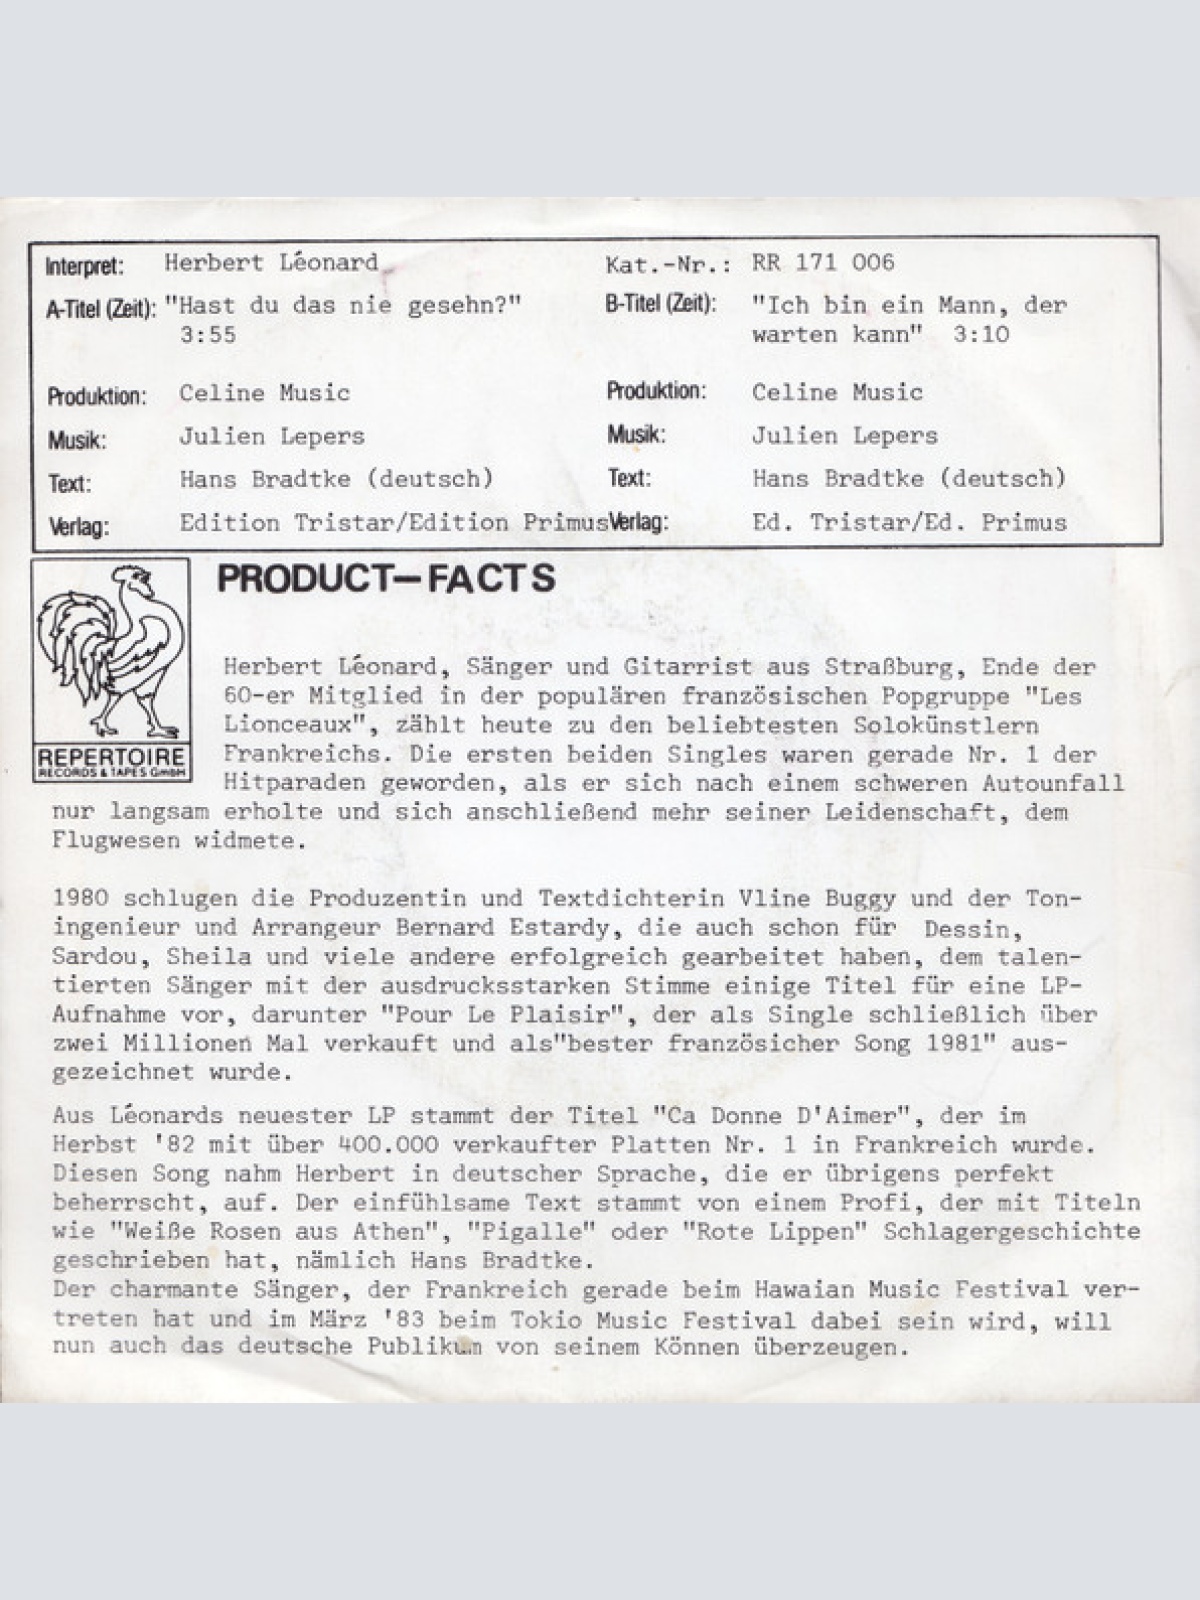 Interpret: Herbert Léonard Kat.-Nr.: RR 171 006
A-Titel (Zeit): "Hast du das nie gesehn?" B-Titel (Zeit): "Ich bin ein Mann, der
3:55 warten kann" 3:10
Produktion: Celine Music Produktion: Celine Music
Musik: Julien Lepers Musik: Julien Lepers
Text: Hans Bradtke (deutsch) Text: Hans Bradtke (deutsch)
Verlag: Edition Tristar/Edition Primus Verlag: Ed. Tristar/Ed. Primus
PRODUCT–FACTS
REPERTOIRE
RECORDS & TAPES GmbH
Herbert Léonard, Sänger und Gitarrist aus Straßburg, Ende der
60-er Mitglied in der populären französischen Popgruppe "Les
Lionceaux", zählt heute zu den beliebtesten Solokünstlern
Frankreichs. Die ersten beiden Singles waren gerade Nr. 1 der
Hitparaden geworden, als er sich nach einem schweren Autounfall
nur langsam erholte und sich anschließend mehr seiner Leidenschaft, dem
Flugwesen widmete.
1980 schlugen die Produzentin und Textdichterin Vline Buggy und der Ton-
ingenieur und Arrangeur Bernard Estardy, die auch schon für Dessin,
Sardou, Sheila und viele andere erfolgreich gearbeitet haben, dem talen-
tierten Sänger mit der ausdrucksstarken Stimme einige Titel für eine LP-
Aufnahme vor, darunter "Pour Le Plaisir", der als Single schließlich über
zwei Millionen Mal verkauft und als"bester französicher Song 1981" aus-
gezeichnet wurde.
Aus Léonards neuester LP stammt der Titel "Ca Donne D'Aimer", der im
Herbst '82 mit über 400.000 verkaufter Platten Nr. 1 in Frankreich wurde.
Diesen Song nahm Herbert in deutscher Sprache, die er übrigens perfekt
beherrscht, auf. Der einfühlsame Text stammt von einem Profi, der mit Titeln
wie "Weiße Rosen aus Athen", "Pigalle" oder "Rote Lippen" Schlagergeschichte
geschrieben hat, nämlich Hans Bradtke.
Der charmante Sänger, der Frankreich gerade beim Hawaian Music Festival ver-
treten hat und im März '83 beim Tokio Music Festival dabei sein wird, will
nun auch das deutsche Publikum von seinem Können überzeugen.